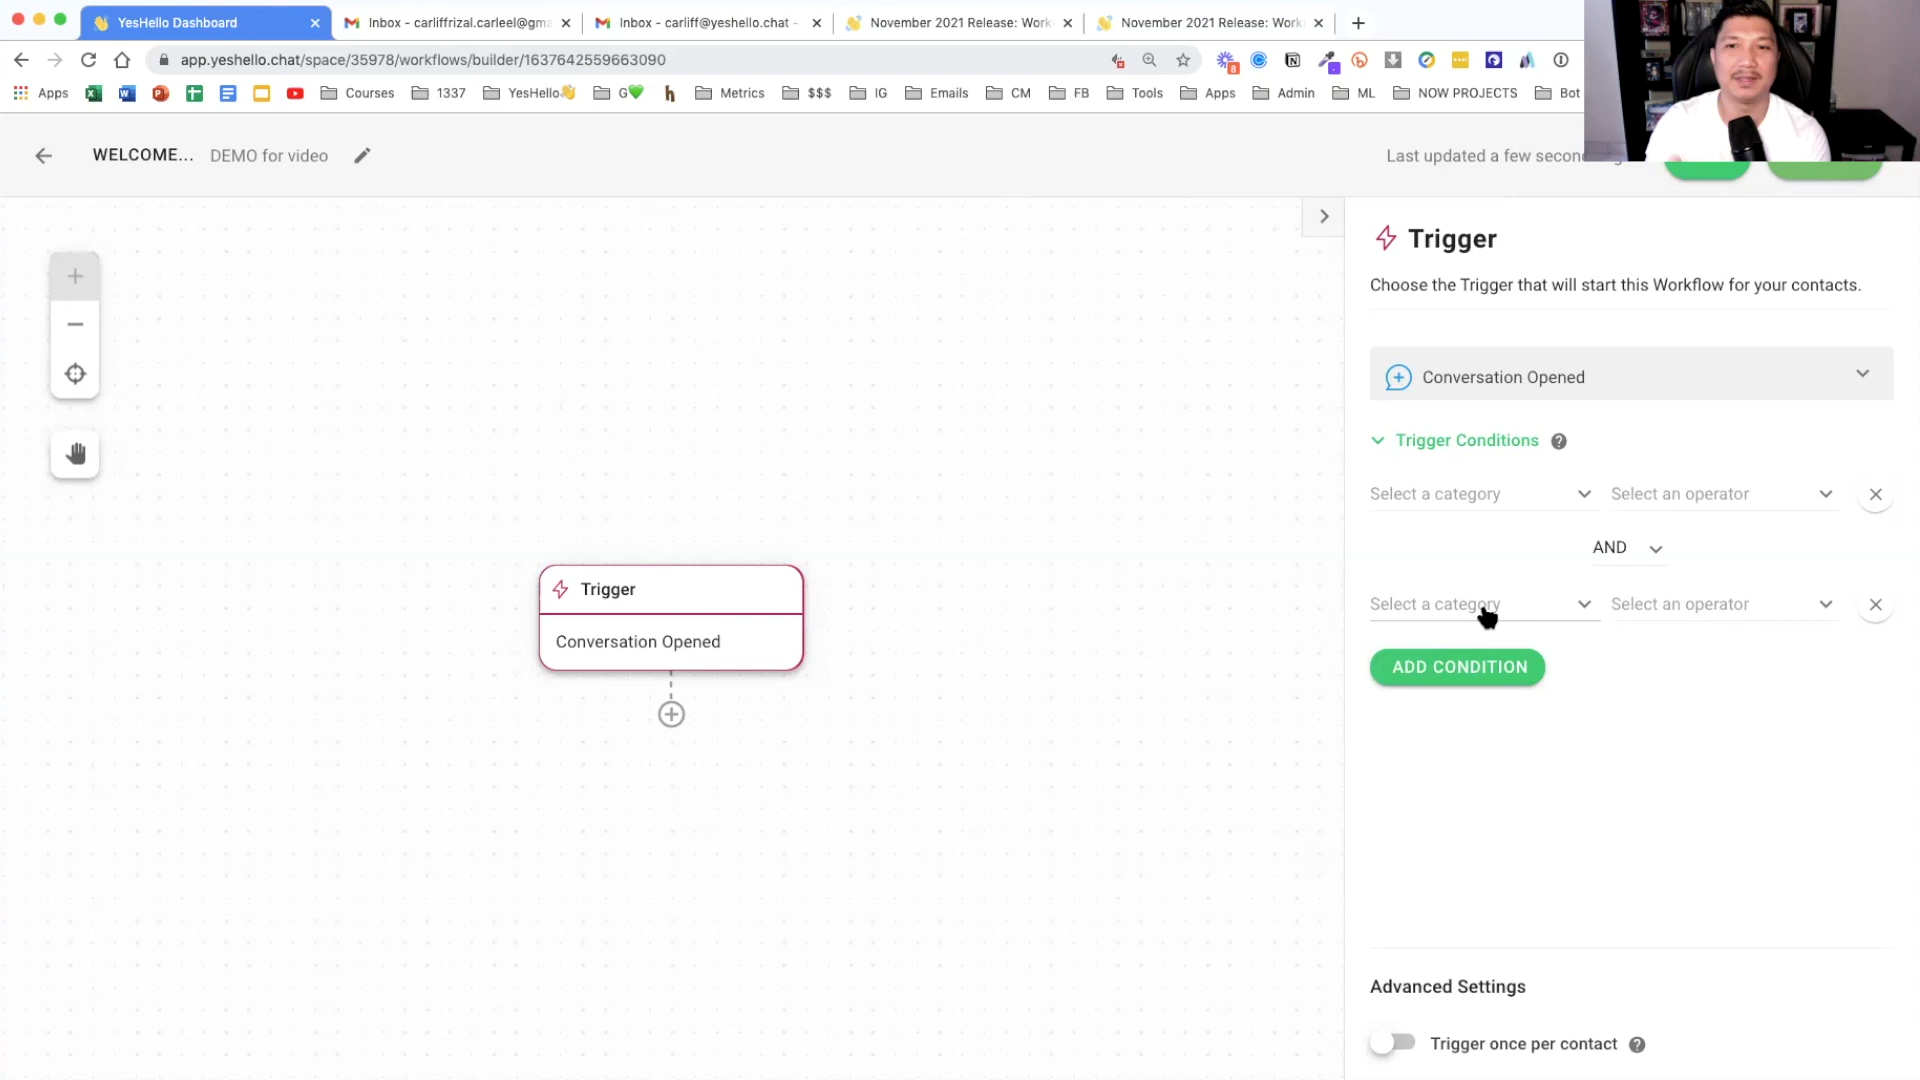 YesHello Dashboard
Inbox - carliffrizal.carleel@gma
Inbox - carliff@yeshello.chat -
November 2021 Release: Work
November 2021 Release: Work
app.yeshello.chat/space/35978/workflows/builder/1637642559663090
8
Apps
Courses
1337
YesHello
G
Metrics
$$$
IG
Emails
CM
FB
Tools
Apps
Admin
ML
NOW PROJECTS
Bot
WELCOME...
DEMO for video
Last updated a few secon
Trigger
Choose the Trigger that will start this Workflow for your contacts.
Conversation Opened
Trigger Conditions
Select a category
Select an operator
AND
Select a category
Select an operator
ADD CONDITION
Trigger
Conversation Opened
Advanced Settings
Trigger once per contact